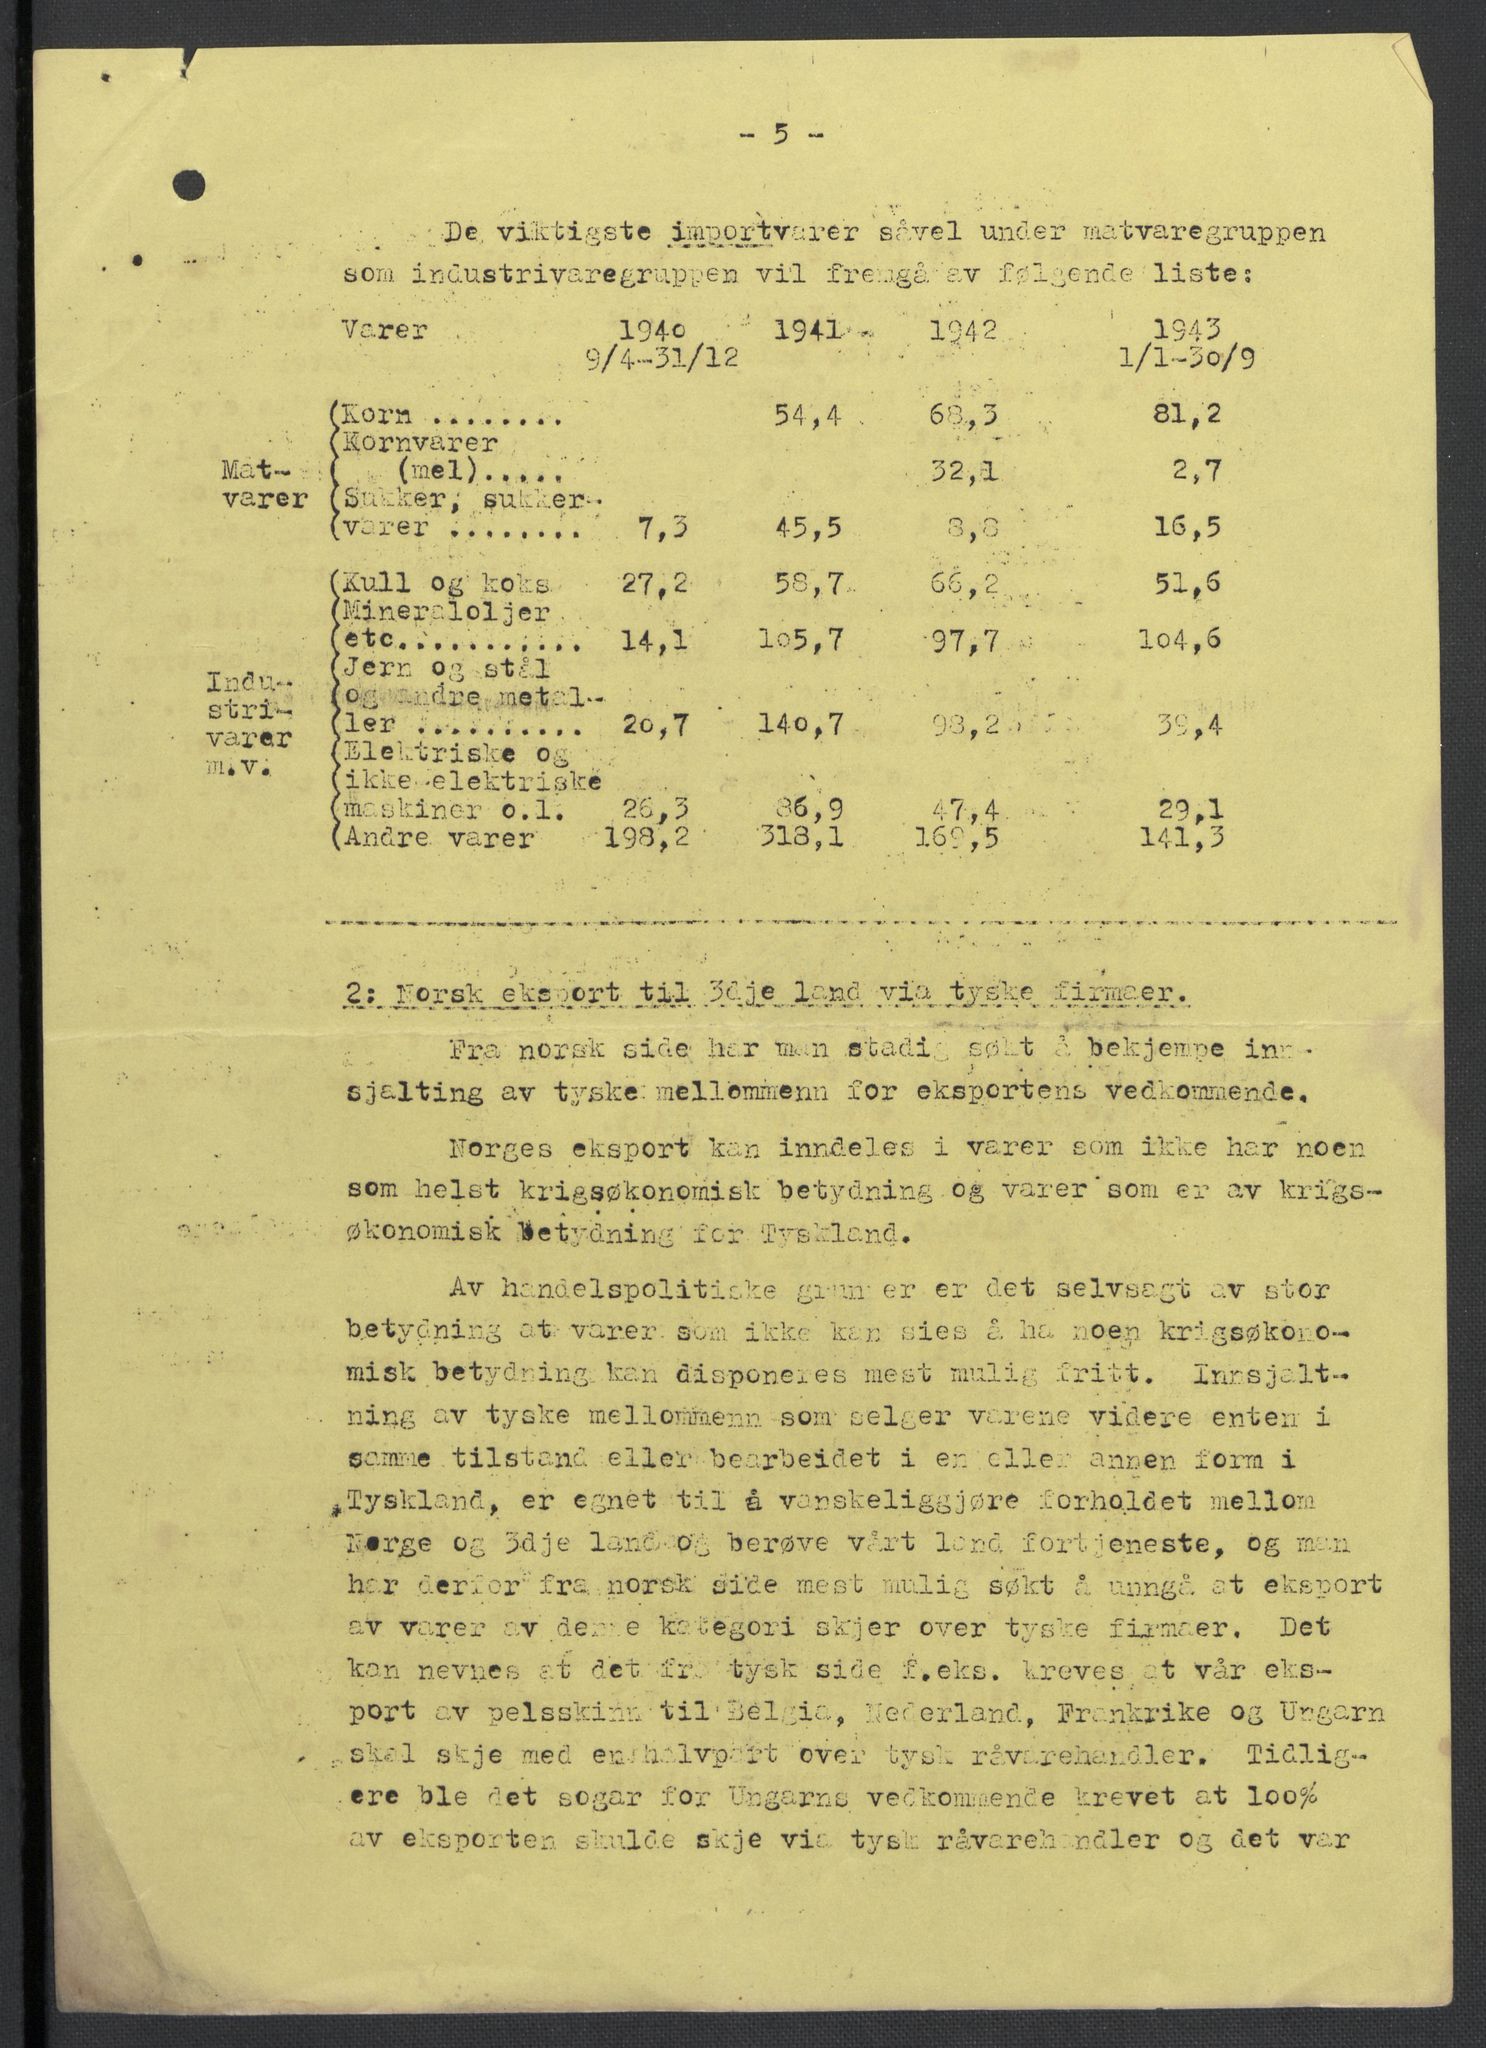 - 5 -
De viktigste importvarer såvel under matvaregruppen
som industrivaregruppen vil fremgå av følgende liste:
Varer 1940 1941 1942 1943
9/4-31/12 1/1-30/9
(Korn ........ 54,4 68,3 81,2
(Kornvarer
Mat- ( (mel)..... 32,1 2,7
varer (Sukker, sukker-
(varer ........ 7,3 45,5 8,8 16,5
(Kull og koks 27,2 58,7 66,2 51,6
(Mineraloljer
(etc........... 14,1 105,7 97,7 104,6
(Jern og stål
Indu- (og andre metal-
stri- (ler .......... 20,7 140,7 98,2 39,4
varer (Elektriske og
m.v. (ikke elektriske
(maskiner o.l. 26,3 86,9 47,4 29,1
(Andre varer 198,2 318,1 169,5 141,3
2: Norsk eksport til 3dje land via tyske firmaer.
Fra norsk side har man stadig søkt å bekjempe inn-
sjalting av tyske mellommenn for eksportens vedkommende.
Norges eksport kan inndeles i varer som ikke har noen
som helst krigsøkonomisk betydning og varer som er av krigs-
økonomisk betydning for Tyskland.
Av handelspolitiske grunner er det selvsagt av stor
betydning at varer som ikke kan sies å ha noen krigsøkono-
misk betydning kan disponeres mest mulig fritt. Innsjalt-
ning av tyske mellommenn som selger varene videre enten i
samme tilstand eller bearbeidet i en eller annen form i
Tyskland, er egnet til å vanskeliggjøre forholdet mellom
Norge og 3dje land og berøve vårt land fortjeneste, og man
har derfor fra norsk side mest mulig søkt å unngå at eksport
av varer av denne kategori skjer over tyske firmaer. Det
kan nevnes at det fra tysk side f.eks. kreves at vår eks-
port av pelsskinn til Belgia, Nederland, Frankrike og Ungarn
skal skje med en halvpart over tysk råvarehandler. Tidlig-
ere ble det sogar for Ungarns vedkommende krevet at 100%
av eksporten skulde skje via tysk råvarehandler og det var